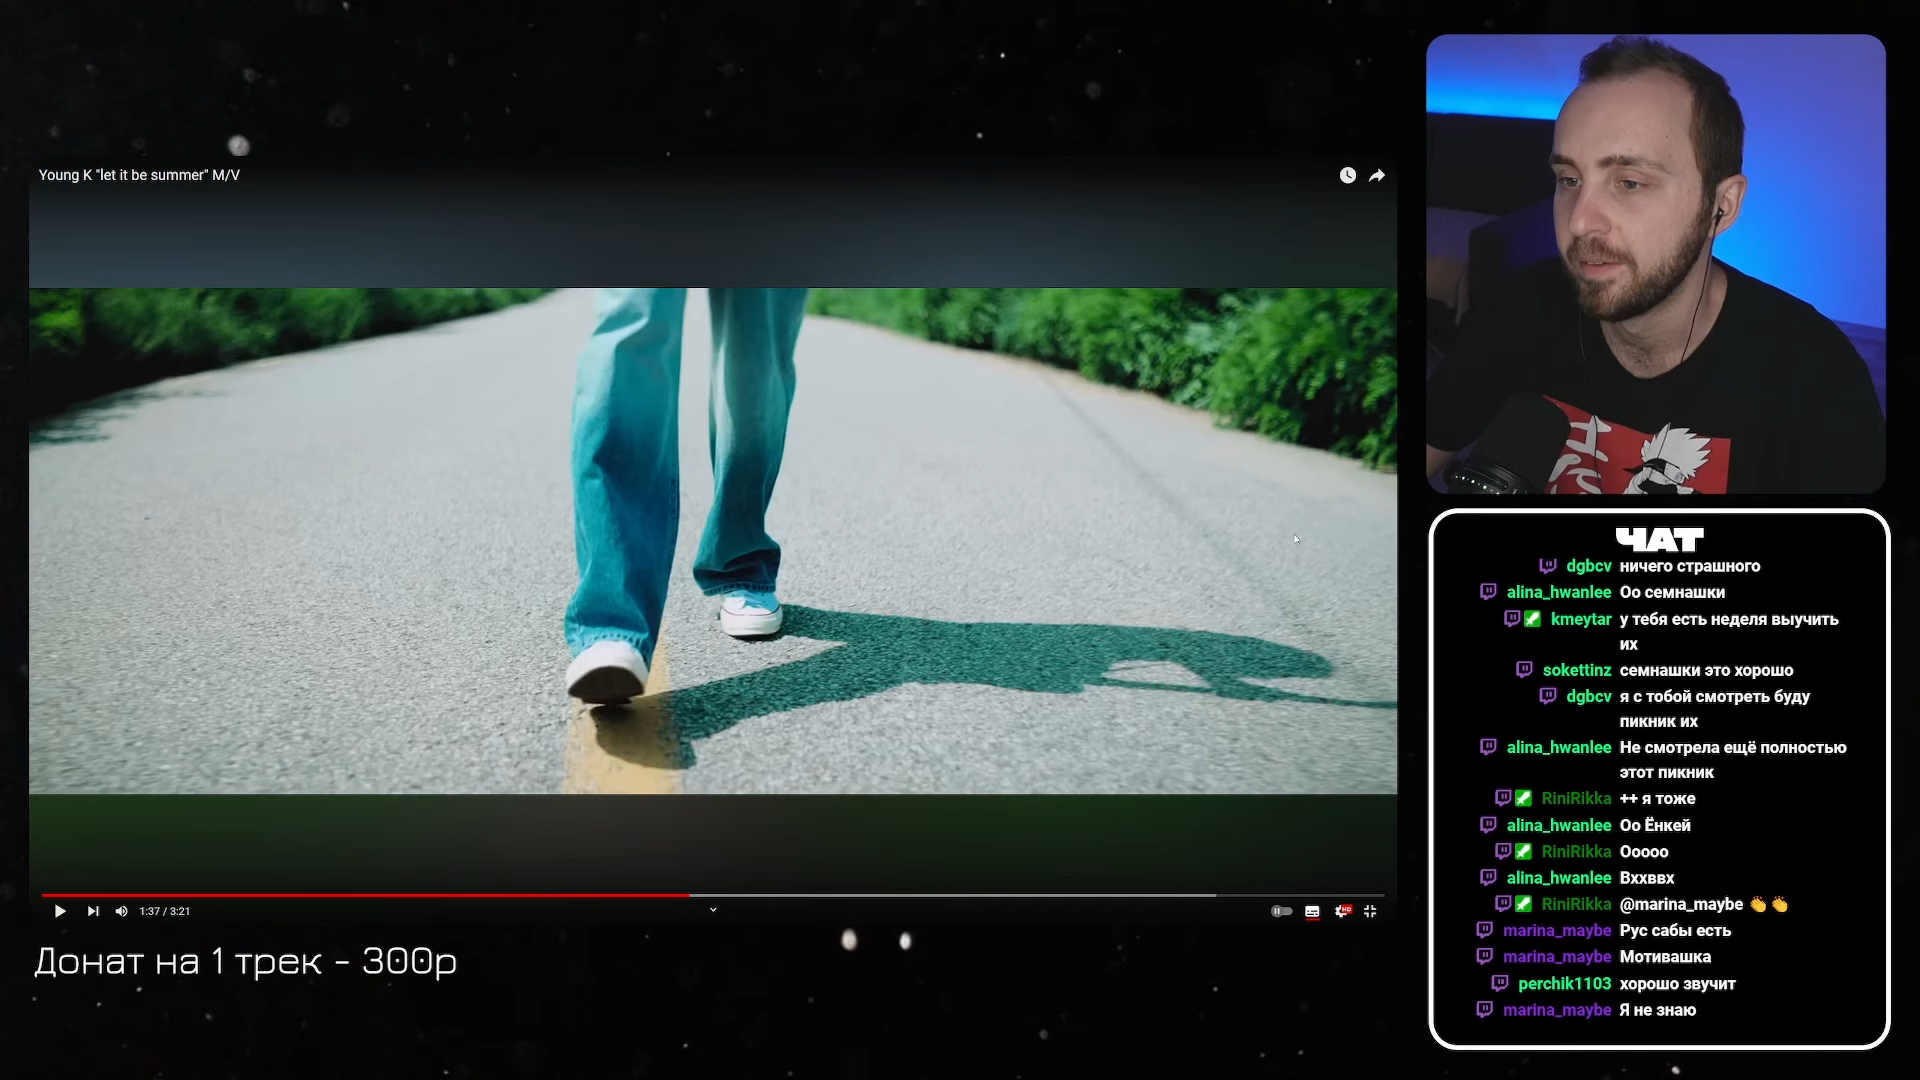 Young K "let it be summer" M/V
1:37 / 3:21
HD
Донат на 1 трек - 300р
ЧАТ
dgbcv ничего страшного
alina_hwanlee Оо семнашки
kmeytar у тебя есть неделя выучить
их
sokettinz семнашки это хорошо
dgbcv я с тобой смотреть буду
пикник их
alina_hwanlee Не смотрела ещё полностью
этот пикник
RiniRikka ++ я тоже
alina_hwanlee Оо Ёнкей
RiniRikka Ооооо
alina_hwanlee Вххввх
RiniRikka @marina_maybe 👏 👏
marina_maybe Рус сабы есть
marina_maybe Мотивашка
perchik1103 хорошо звучит
marina_maybe Я не знаю